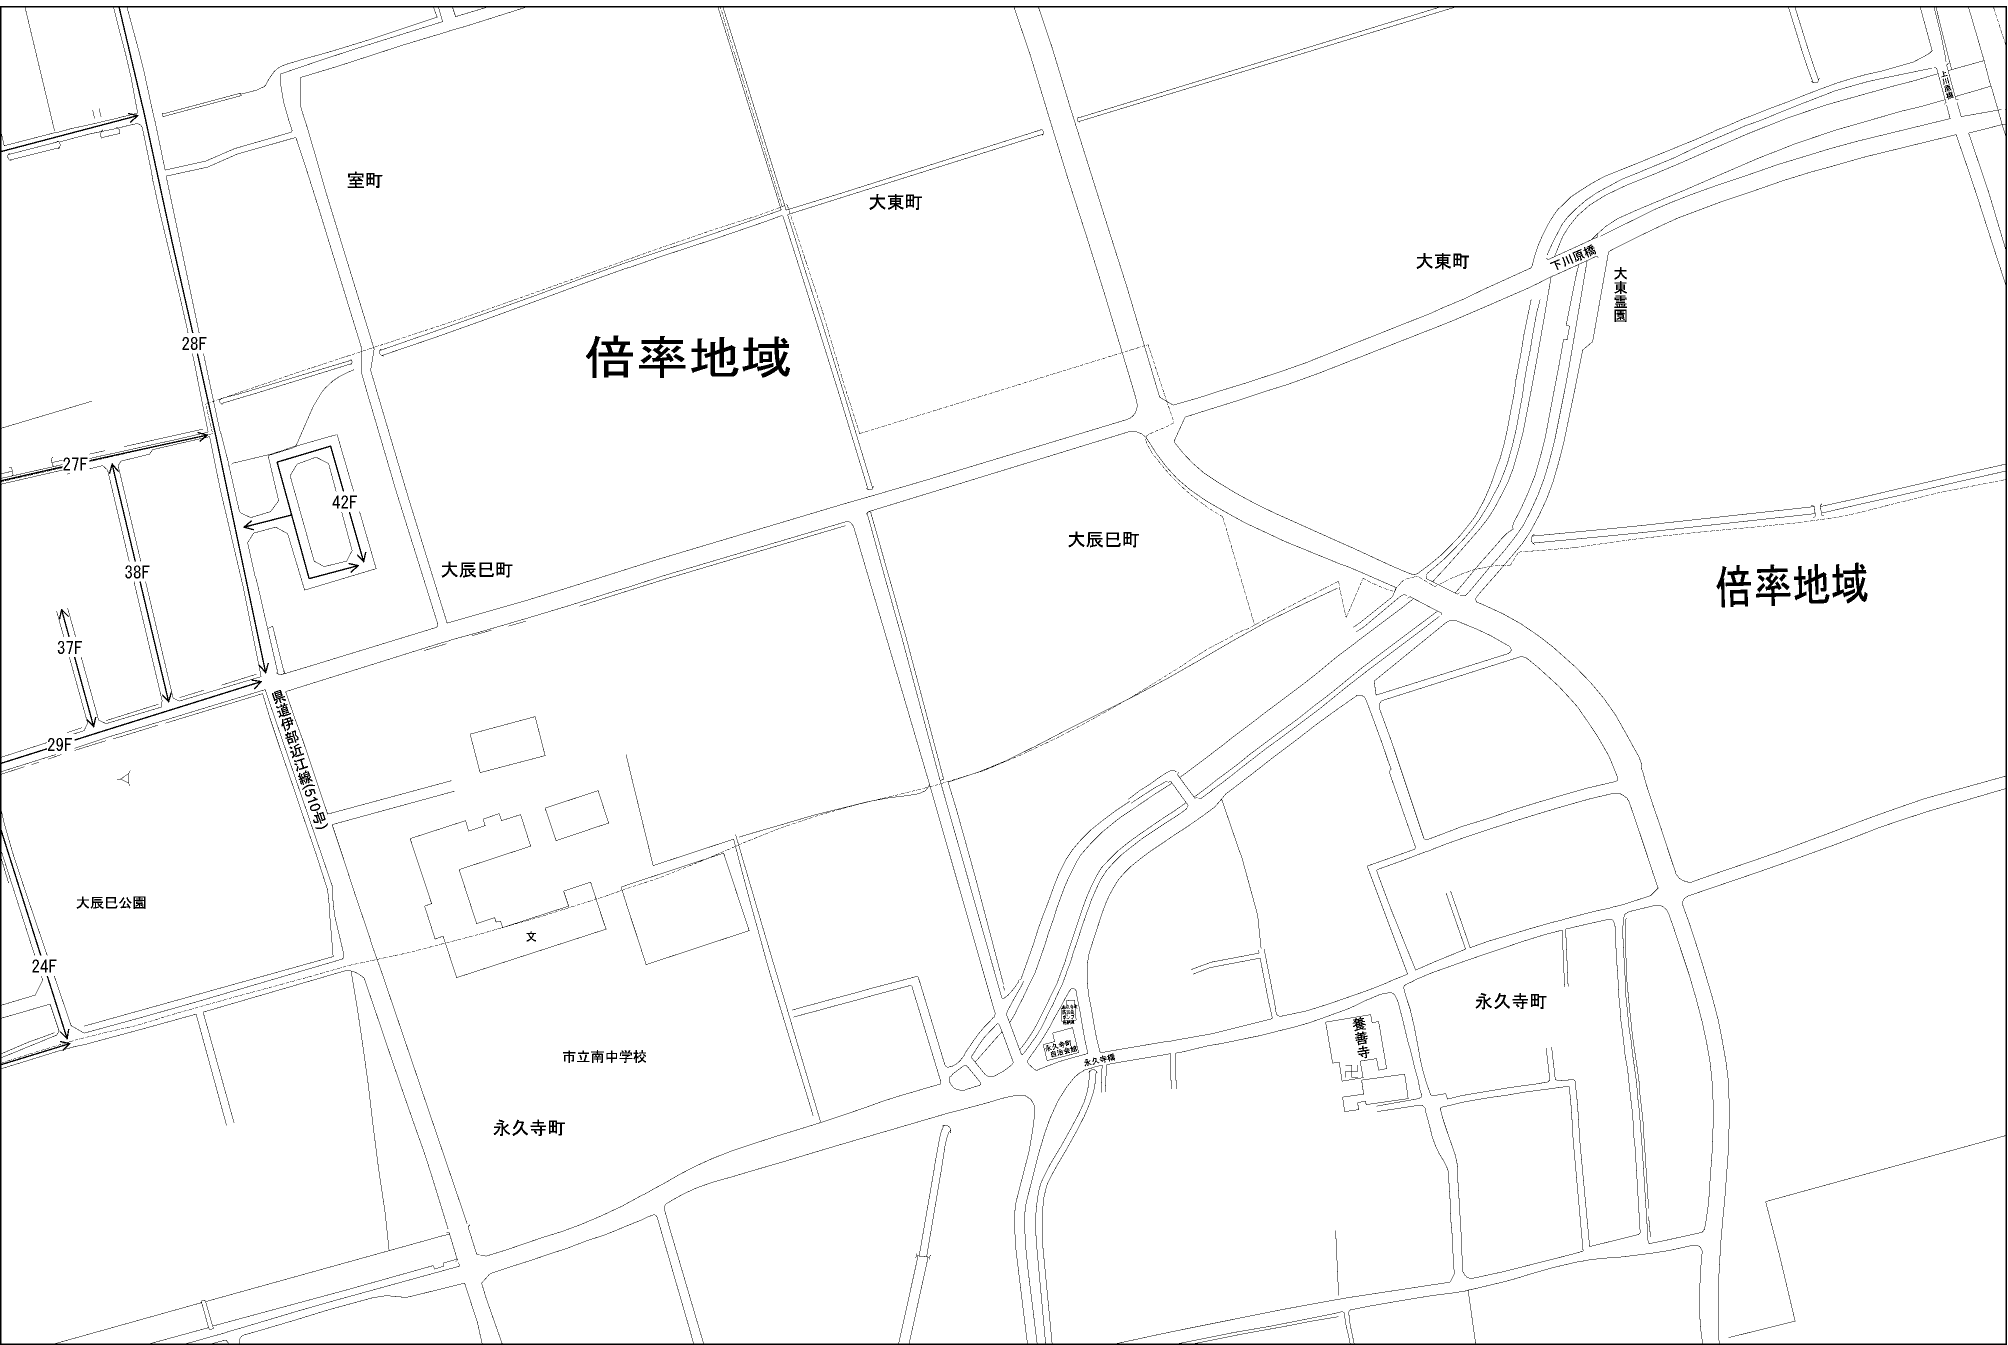 上川原橋
室町
大東町
大東町
下川原橋
大東霊園
28F
倍率地域
27F
42F
大辰巳町
大辰巳町
38F
倍率地域
37F
県道伊部近江線(510号)
29F
大辰巳公園
文
24F
永久寺町
養善寺
永久寺町
自治会館
市立南中学校
永久寺橋
永久寺町